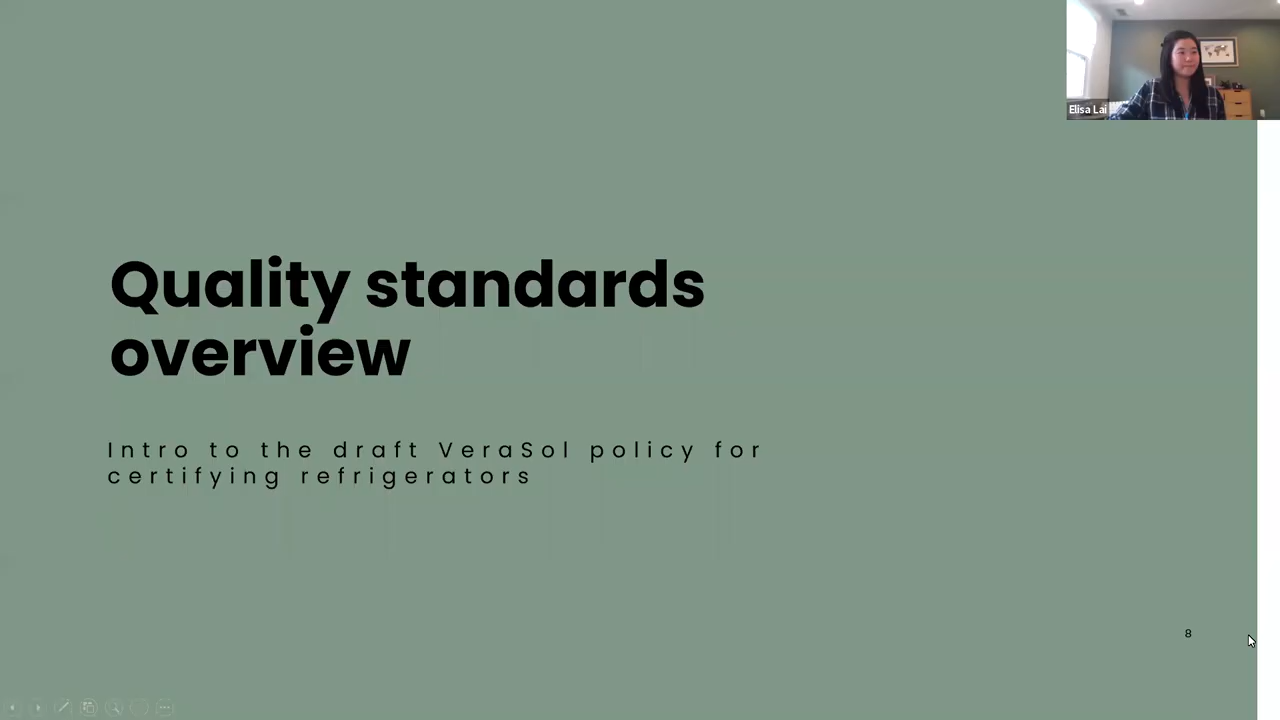 Elisa Lai
Quality standards
overview
Intro to the draft VeraSol policy for
certifying refrigerators
8